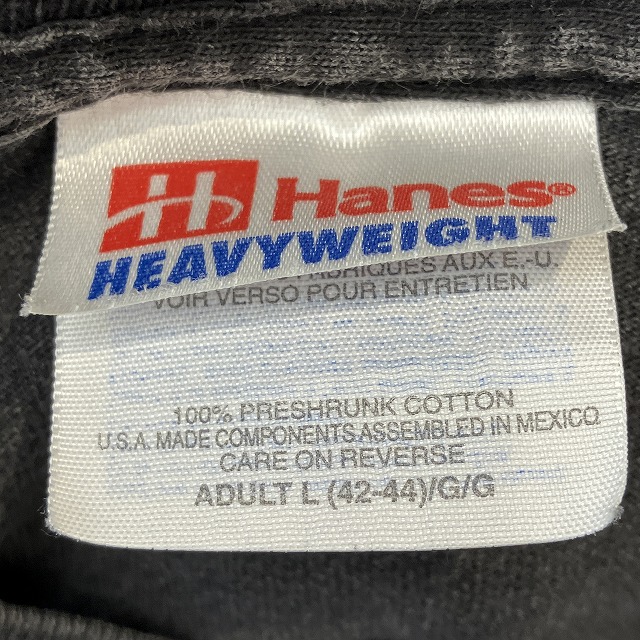 H Hanes®
HEAVYWEIGHT
AUX E.-U.
VOIR VERSO POUR ENTRETIEN
100% PRESHRUNK COTTON
U.S.A. MADE COMPONENTS ASSEMBLED IN MEXICO
CARE ON REVERSE
ADULT L (42-44)/G/G